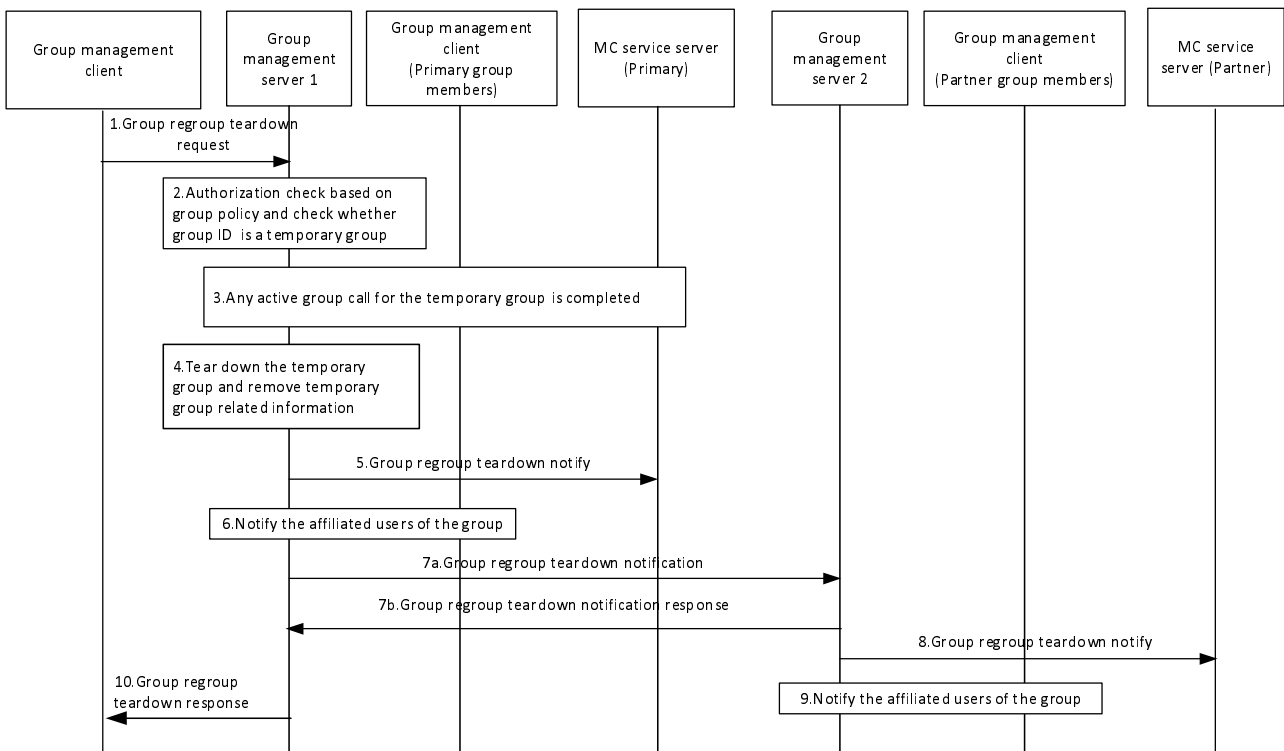 Group management
client
Group
management
server 1
Group management
client
(Primary group
members)
MC service server
(Primary)
Group
management
server 2
Group management
client
(Partner group members)
MC service
server (Partner)
1.Group regroup teardown
request
2.Authorization check based on
group policy and check whether
group ID is a temporary group
3.Any active group call for the temporary group is completed
4.Tear down the temporary
group and remove temporary
group related information
5.Group regroup teardown notify
6.Notify the affiliated users of the group
7a.Group regroup teardown notification
7b.Group regroup teardown notification response
8.Group regroup teardown notify
9.Notify the affiliated users of the group
10.Group regroup
teardown response